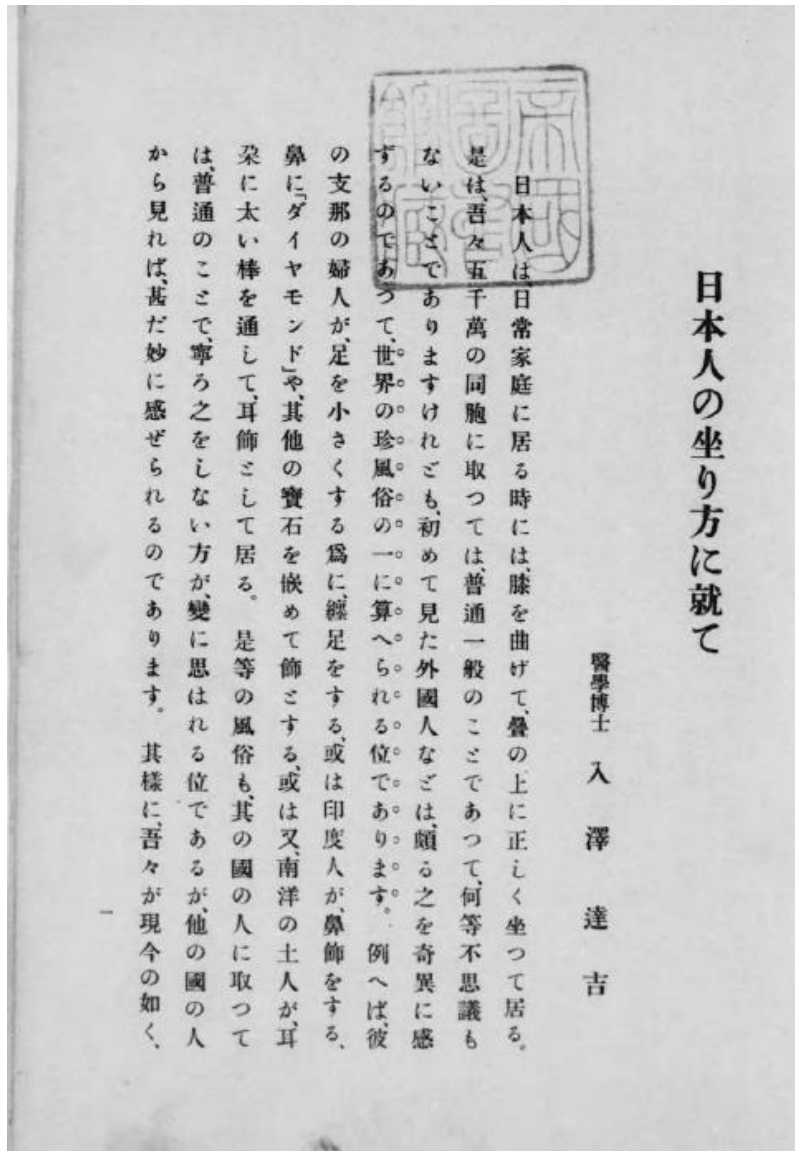 日本人の坐り方に就て
醫學博士 入澤達吉
日本人は、日常家庭に居る時には、膝を曲げて、疊の上に正しく坐つて居る。
是は、吾々五千萬の同胞に取つては、普通一般のことであつて、何等不思議も
ないことでありますけれども、初めて見た外國人などは、頗る之を奇異に感
ずるのであつて、世界の珍風俗の一に算へられる位であります。例へば、彼
の支那の婦人が、足を小さくする爲に、纏足をする、或は印度人が、鼻飾をする、
鼻に「ダイヤモンド」や、其他の寶石を嵌めて飾とする、或は又、南洋の土人が、耳
朶に太い棒を通して、耳飾として居る。是等の風俗も、其の國の人に取つて
は、普通のことで、寧ろ之をしない方が、變に思はれる位であるが、他の國の人
から見れば、甚だ妙に感ぜられるのであります。其樣に、吾々が現今の如く、
一
帝國
圖書
館藏